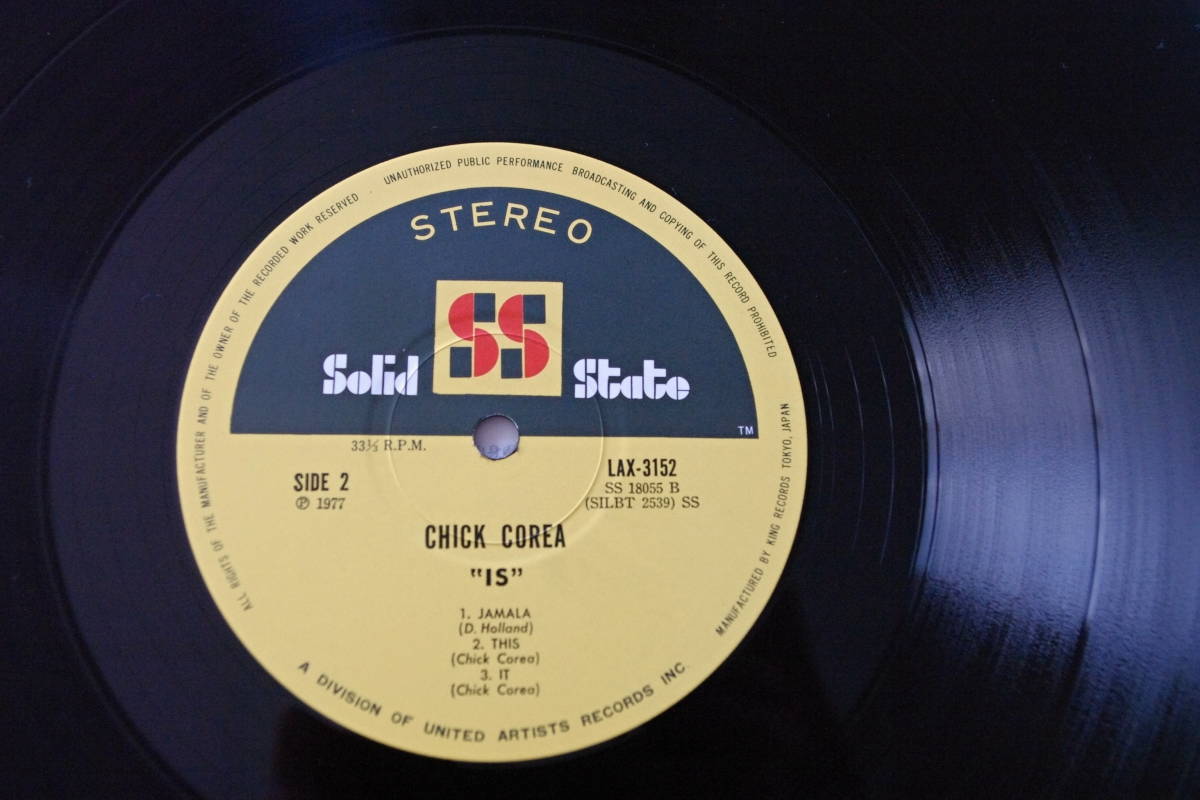 ALL RIGHTS OF THE MANUFACTURER AND OF THE OWNER OF THE RECORDED WORK RESERVED · UNAUTHORIZED PUBLIC PERFORMANCE BROADCASTING AND COPYING OF THIS RECORD PROHIBITED
STEREO
SS
Solid State
TM
33⅓ R.P.M.
SIDE 2
℗ 1977
LAX-3152
SS 18055 B
(SILBT 2539) SS
CHICK COREA
"IS"
1. JAMALA
(D. Holland)
2. THIS
(Chick Corea)
3. IT
(Chick Corea)
A DIVISION OF UNITED ARTISTS RECORDS INC.
MANUFACTURED BY KING RECORDS TOKYO, JAPAN